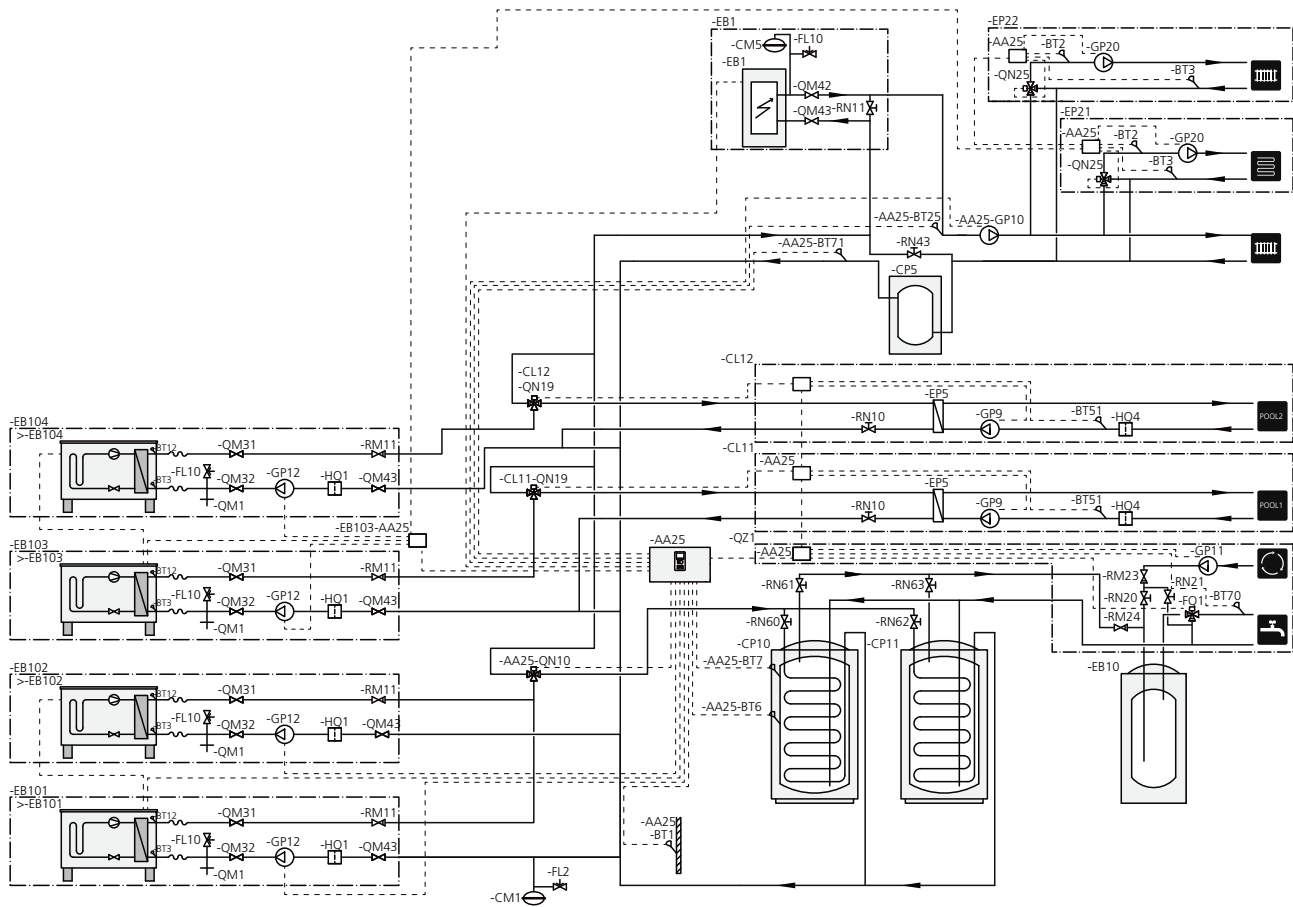 -EB1
-CM5
-FL10
-EB1
-QM42
-QM43
-RN11
-EP22
-AA25
-BT2
-GP20
-BT3
-QN25
-EP21
-AA25
-BT2
-GP20
-BT3
-QN25
-AA25-BT25
-AA25-GP10
-AA25-BT71
-RN43
-CP5
-CL12
-CL12
-QN19
-EP5
-RN10
-GP9
-BT51
-HQ4
POOL2
-CL11
-AA25
-CL11-QN19
-EP5
-RN10
-GP9
-BT51
-HQ4
POOL1
-EB104
>-EB104
BT12
-QM31
-RM11
BT3
-FL10
-QM32
-GP12
-HQ1
-QM43
-QM1
-EB103-AA25
-EB103
>-EB103
BT12
-QM31
-RM11
BT3
-FL10
-QM32
-GP12
-HQ1
-QM43
-QM1
-AA25
-QZ1
-AA25
-GP11
-RM23
-RN21
-RN20
-FQ1
-BT70
-RM24
-RN61
-RN63
-RN60
-RN62
-CP10
-CP11
-EB10
-AA25-QN10
-AA25-BT7
-AA25-BT6
-EB102
>-EB102
BT12
-QM31
-RM11
BT3
-FL10
-QM32
-GP12
-HQ1
-QM43
-QM1
-EB101
>-EB101
BT12
-QM31
-RM11
BT3
-FL10
-QM32
-GP12
-HQ1
-QM43
-QM1
-AA25
-BT1
-FL2
-CM1